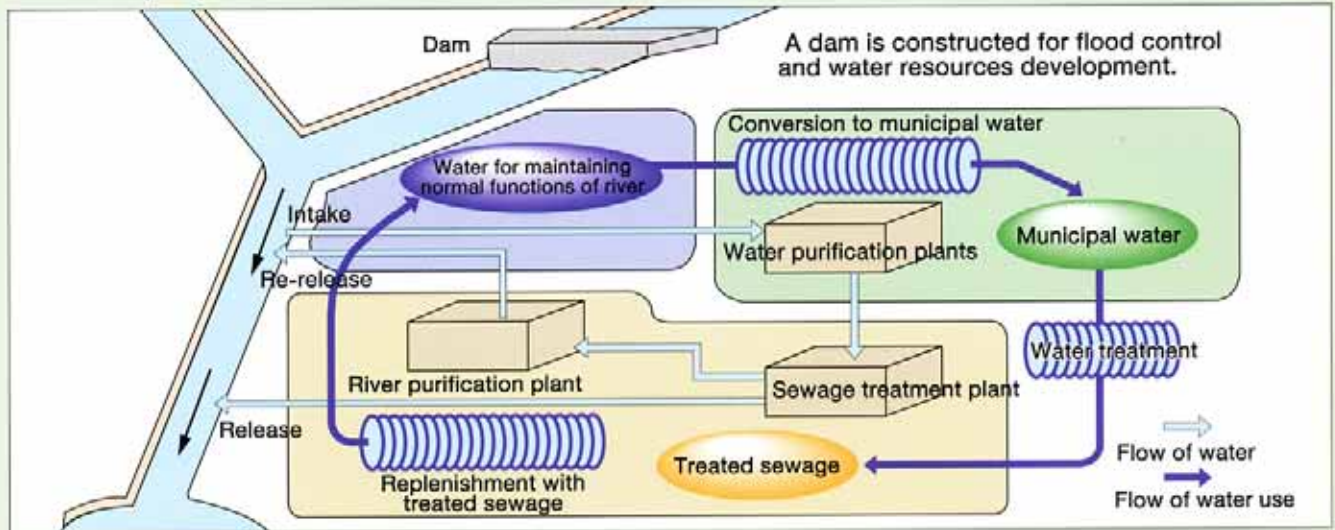 Dam
A dam is constructed for flood control
and water resources development.
Conversion to municipal water
Water for maintaining
normal functions of river
Intake
Water purification plants
Municipal water
Re-release
Water treatment
River purification plant
Sewage treatment plant
Release
Replenishment with
treated sewage
Treated sewage
Flow of water
Flow of water use